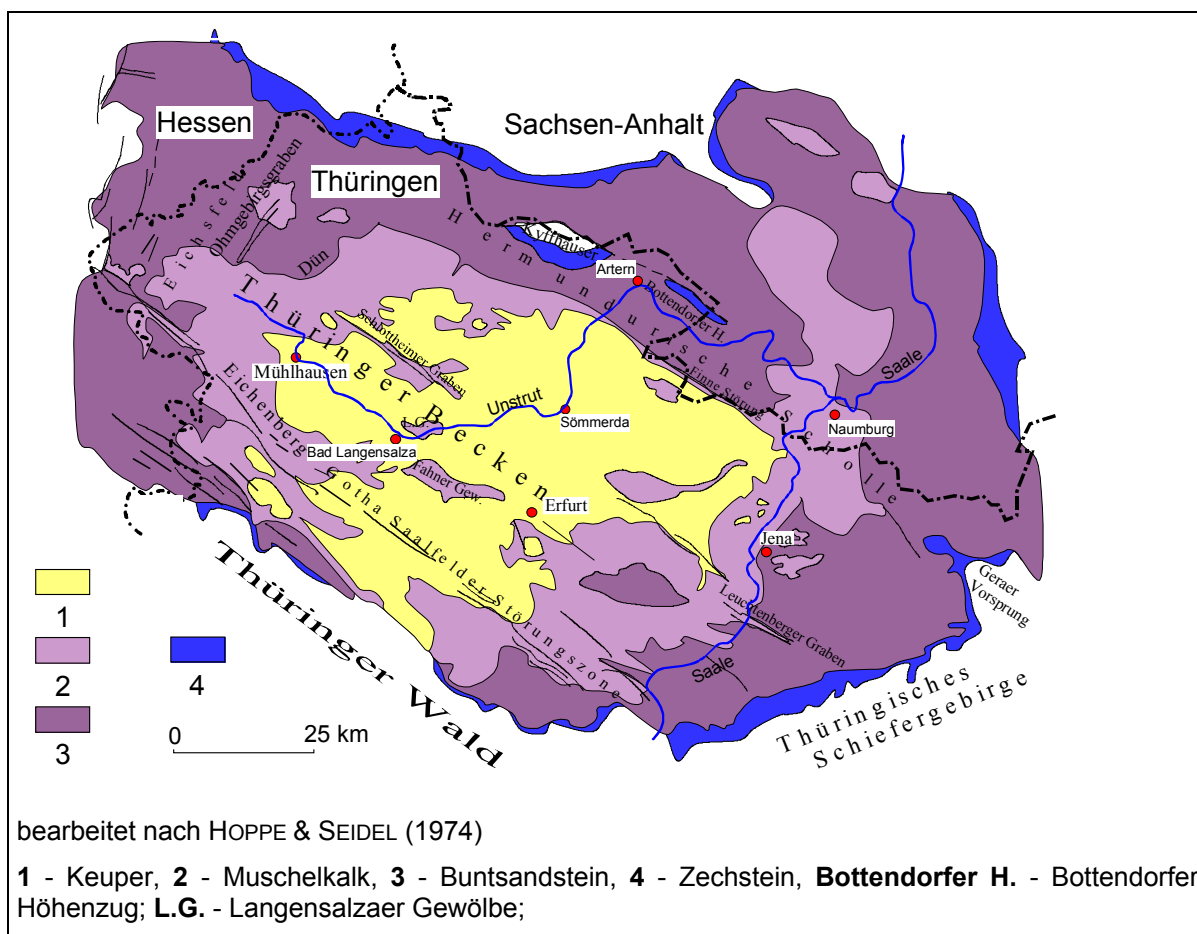 Hessen
Sachsen-Anhalt
Thüringen
Eichsfeld
Ohmgebirgsgraben
Dün
Hermundurische Scholle
Kyffhäuser
Artern
Bottendorfer H.
Thüringer Becken
Schlottheimer Graben
Mühlhausen
Unstrut
Finne Störung
Saale
Sömmerda
Naumburg
Eichenberg Gotha Saalfelder Störungszone
L.G.
Bad Langensalza
Fahner Gew.
Erfurt
Jena
Geraer
Vorsprung
Leuchtenberger Graben
Saale
Thüringer Wald
Thüringisches
Schiefergebirge
1
2
4
3
0 25 km
bearbeitet nach HOPPE & SEIDEL (1974)
1 - Keuper, 2 - Muschelkalk, 3 - Buntsandstein, 4 - Zechstein, Bottendorfer H. - Bottendorfer
Höhenzug; L.G. - Langensalzaer Gewölbe;